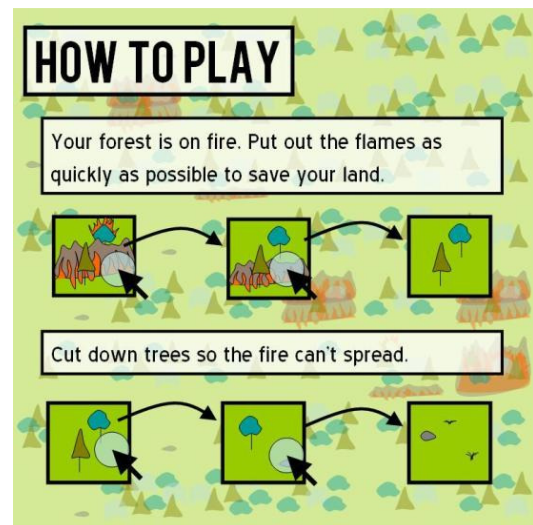 HOW TO PLAY
Your forest is on fire. Put out the flames as
quickly as possible to save your land.
Cut down trees so the fire can't spread.